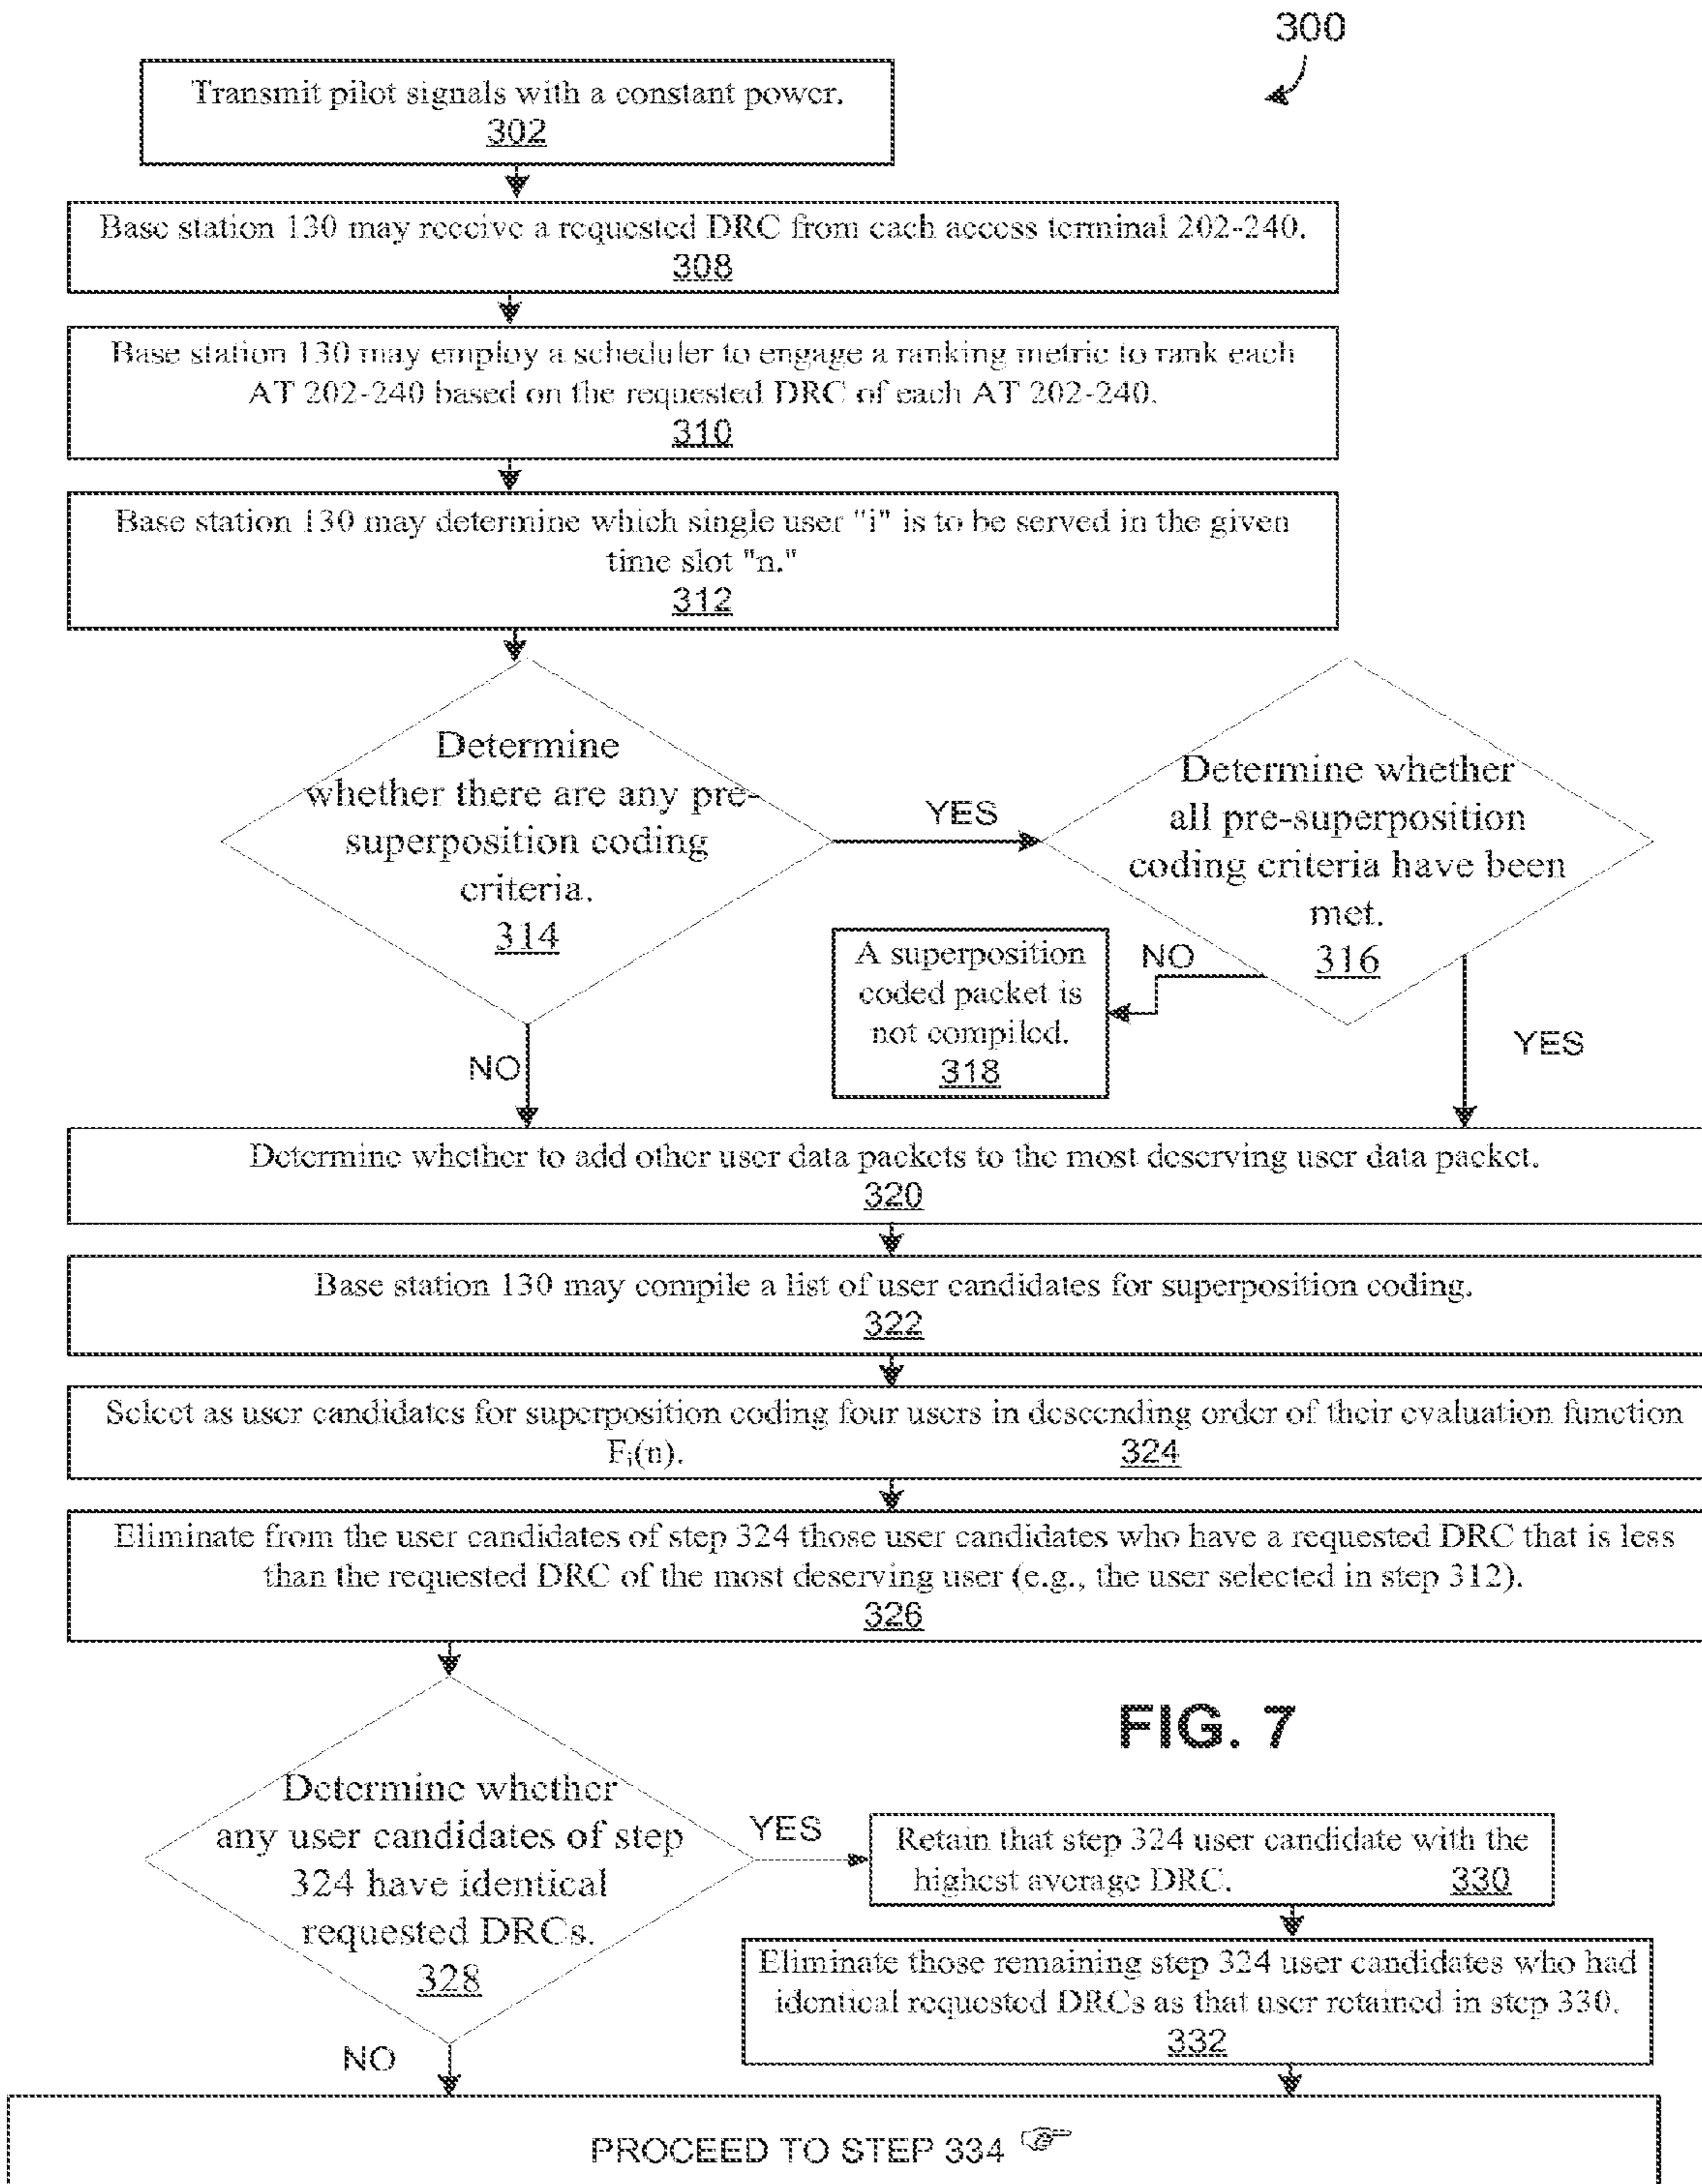 300
Transmit pilot signals with a constant power.
302
Base station 130 may receive a requested DRC from each access terminal 202-240.
308
Base station 130 may employ a scheduler to engage a ranking metric to rank each
AT 202-240 based on the requested DRC of each AT 202-240.
310
Base station 130 may determine which single user "i" is to be served in the given
time slot "n."
312
Determine
whether there are any pre-
superposition coding
criteria.
314
YES
Determine whether
all pre-superposition
coding criteria have been
met.
316
NO
A superposition
coded packet is
not compiled.
318
YES
NO
Determine whether to add other user data packets to the most deserving user data packet.
320
Base station 130 may compile a list of user candidates for superposition coding.
322
Select as user candidates for superposition coding four users in descending order of their evaluation function
Fᵢ(n). 324
Eliminate from the user candidates of step 324 those user candidates who have a requested DRC that is less
than the requested DRC of the most deserving user (e.g., the user selected in step 312).
326
FIG. 7
Determine whether
any user candidates of step
324 have identical
requested DRCs.
328
YES
Retain that step 324 user candidate with the
highest average DRC. 330
Eliminate those remaining step 324 user candidates who had
identical requested DRCs as that user retained in step 330.
332
NO
PROCEED TO STEP 334 ☞